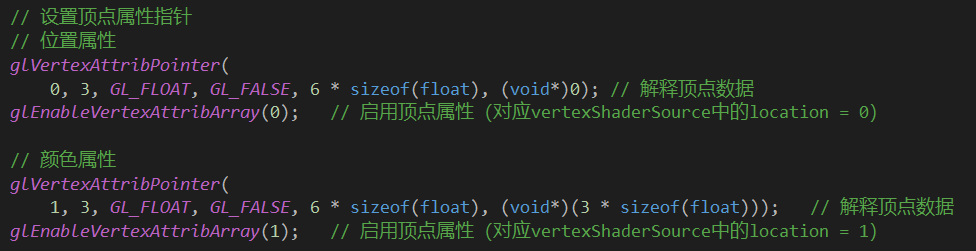 // 设置顶点属性指针
// 位置属性
glVertexAttribPointer(
    0, 3, GL_FLOAT, GL_FALSE, 6 * sizeof(float), (void*)0); // 解释顶点数据
glEnableVertexAttribArray(0);   // 启用顶点属性 (对应vertexShaderSource中的location = 0)

// 颜色属性
glVertexAttribPointer(
    1, 3, GL_FLOAT, GL_FALSE, 6 * sizeof(float), (void*)(3 * sizeof(float)));   // 解释顶点数据
glEnableVertexAttribArray(1);   // 启用顶点属性 (对应vertexShaderSource中的location = 1)